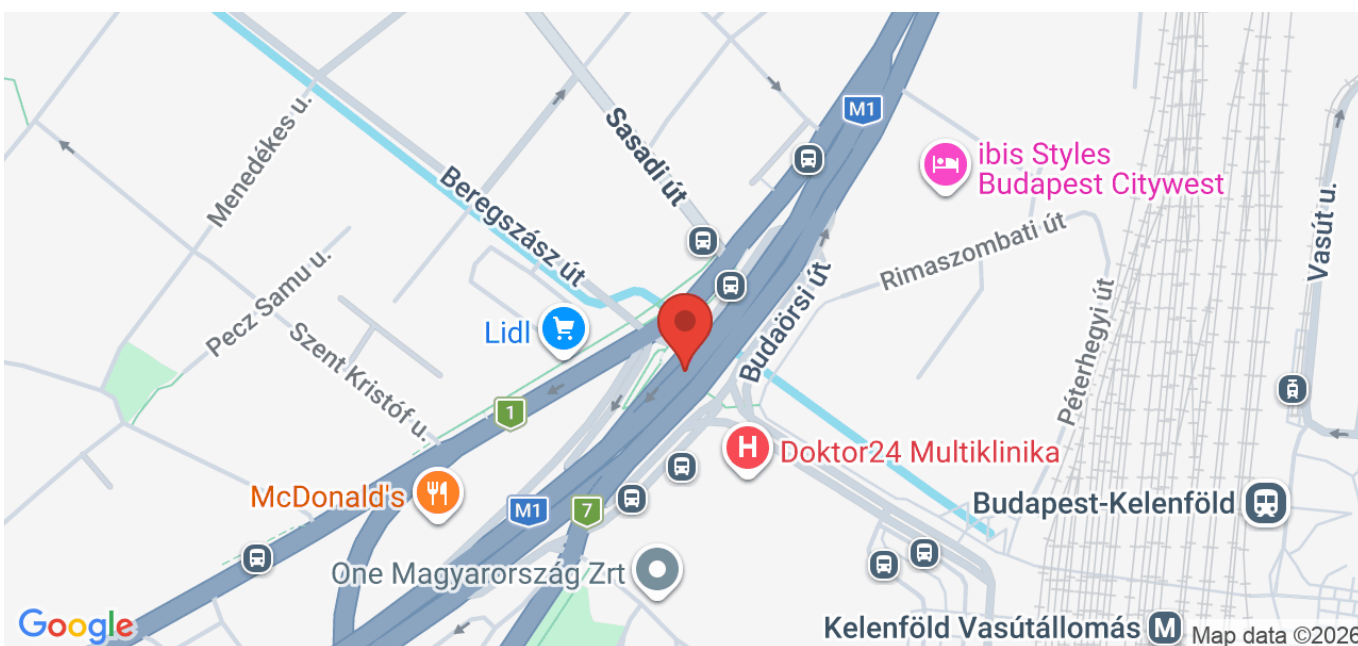 M1
Menedékes u.
Sasadi út
ibis Styles
Budapest Citywest
Beregszász út
Vasút u.
Rimaszombati út
Pecz Samu u.
Budaörsi út
Péterhegyi út
Lidl
Szent Kristóf u.
1
H
Doktor24 Multiklinika
McDonald's
M1
7
Budapest-Kelenföld
One Magyarország Zrt
Google
Kelenföld Vasútállomás M
Map data ©2026